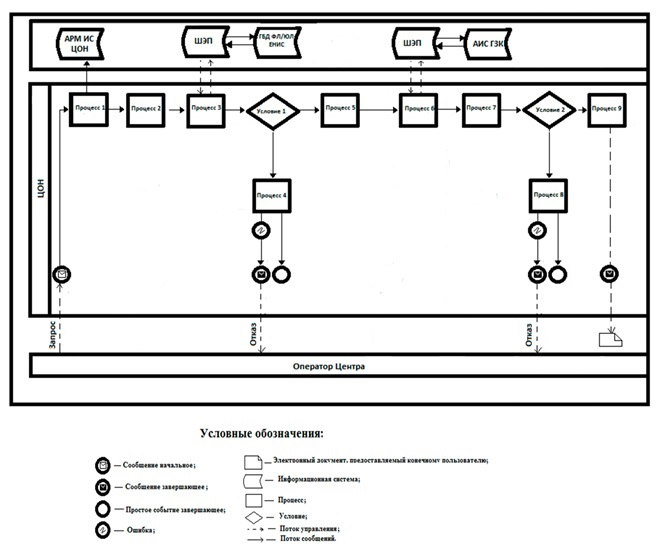 АРМ ИС
ЦОН
ШЭП
ГБД ФЛ/ЮЛ
ЕНИС
ШЭП
АИС ГЗК
ЦОН
Процесс 1
Процесс 2
Процесс 3
Условие 1
Процесс 5
Процесс 6
Процесс 7
Условие 2
Процесс 9
Процесс 4
Процесс 8
Запрос
Отказ
Отказ
Оператор Центра
Условные обозначения:
— Сообщение начальное;
— Сообщение завершающее;
— Простое событие завершающее;
— Ошибка;
— Электронный документ, предоставляемый конечному пользователю;
— Информационная система;
— Процесс;
— Условие;
— Поток управления;
— Поток сообщений.